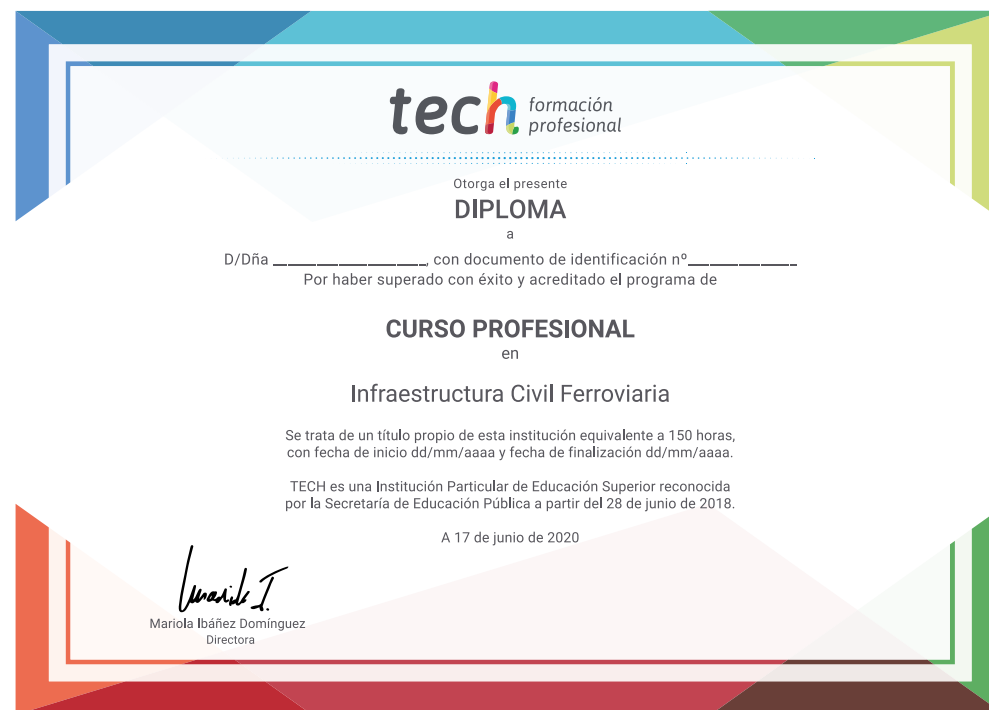 tech formación
profesional
Otorga el presente
DIPLOMA
a
D/Dña ____________________, con documento de identificación nº______________
Por haber superado con éxito y acreditado el programa de
CURSO PROFESIONAL
en
Infraestructura Civil Ferroviaria
Se trata de un título propio de esta institución equivalente a 150 horas,
con fecha de inicio dd/mm/aaaa y fecha de finalización dd/mm/aaaa.
TECH es una Institución Particular de Educación Superior reconocida
por la Secretaría de Educación Pública a partir del 28 de junio de 2018.
A 17 de junio de 2020
Mariola Ibáñez Domínguez
Directora